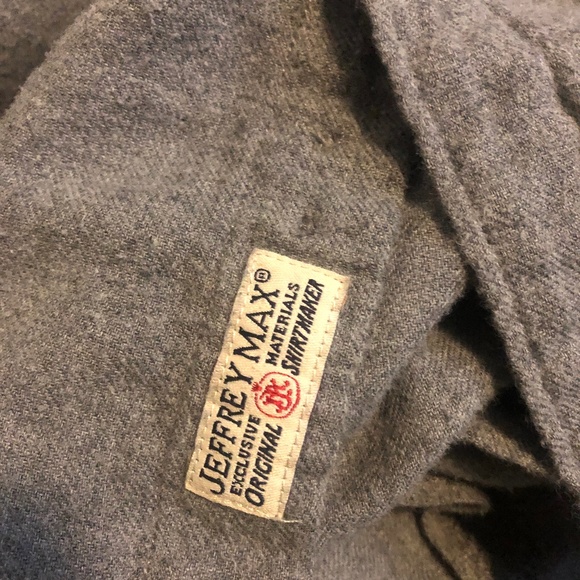 JEFFREY MAX®
EXCLUSIVE MATERIALS
ORIGINAL SHIRTMAKER